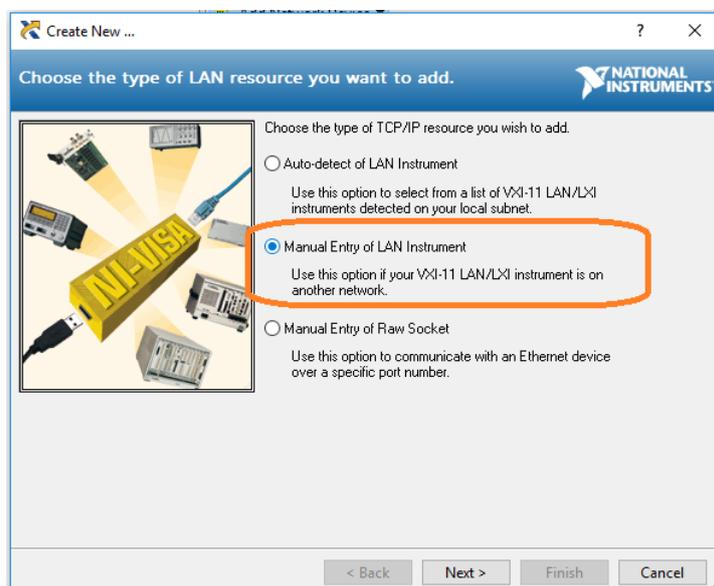 Create New ...
Choose the type of LAN resource you want to add.
NATIONAL
INSTRUMENTS
NI-VISA
Choose the type of TCP/IP resource you wish to add.
Auto-detect of LAN Instrument
Use this option to select from a list of VXI-11 LAN/LXI
instruments detected on your local subnet.
Manual Entry of LAN Instrument
Use this option if your VXI-11 LAN/LXI instrument is on
another network.
Manual Entry of Raw Socket
Use this option to communicate with an Ethernet device
over a specific port number.
< Back
Next >
Finish
Cancel